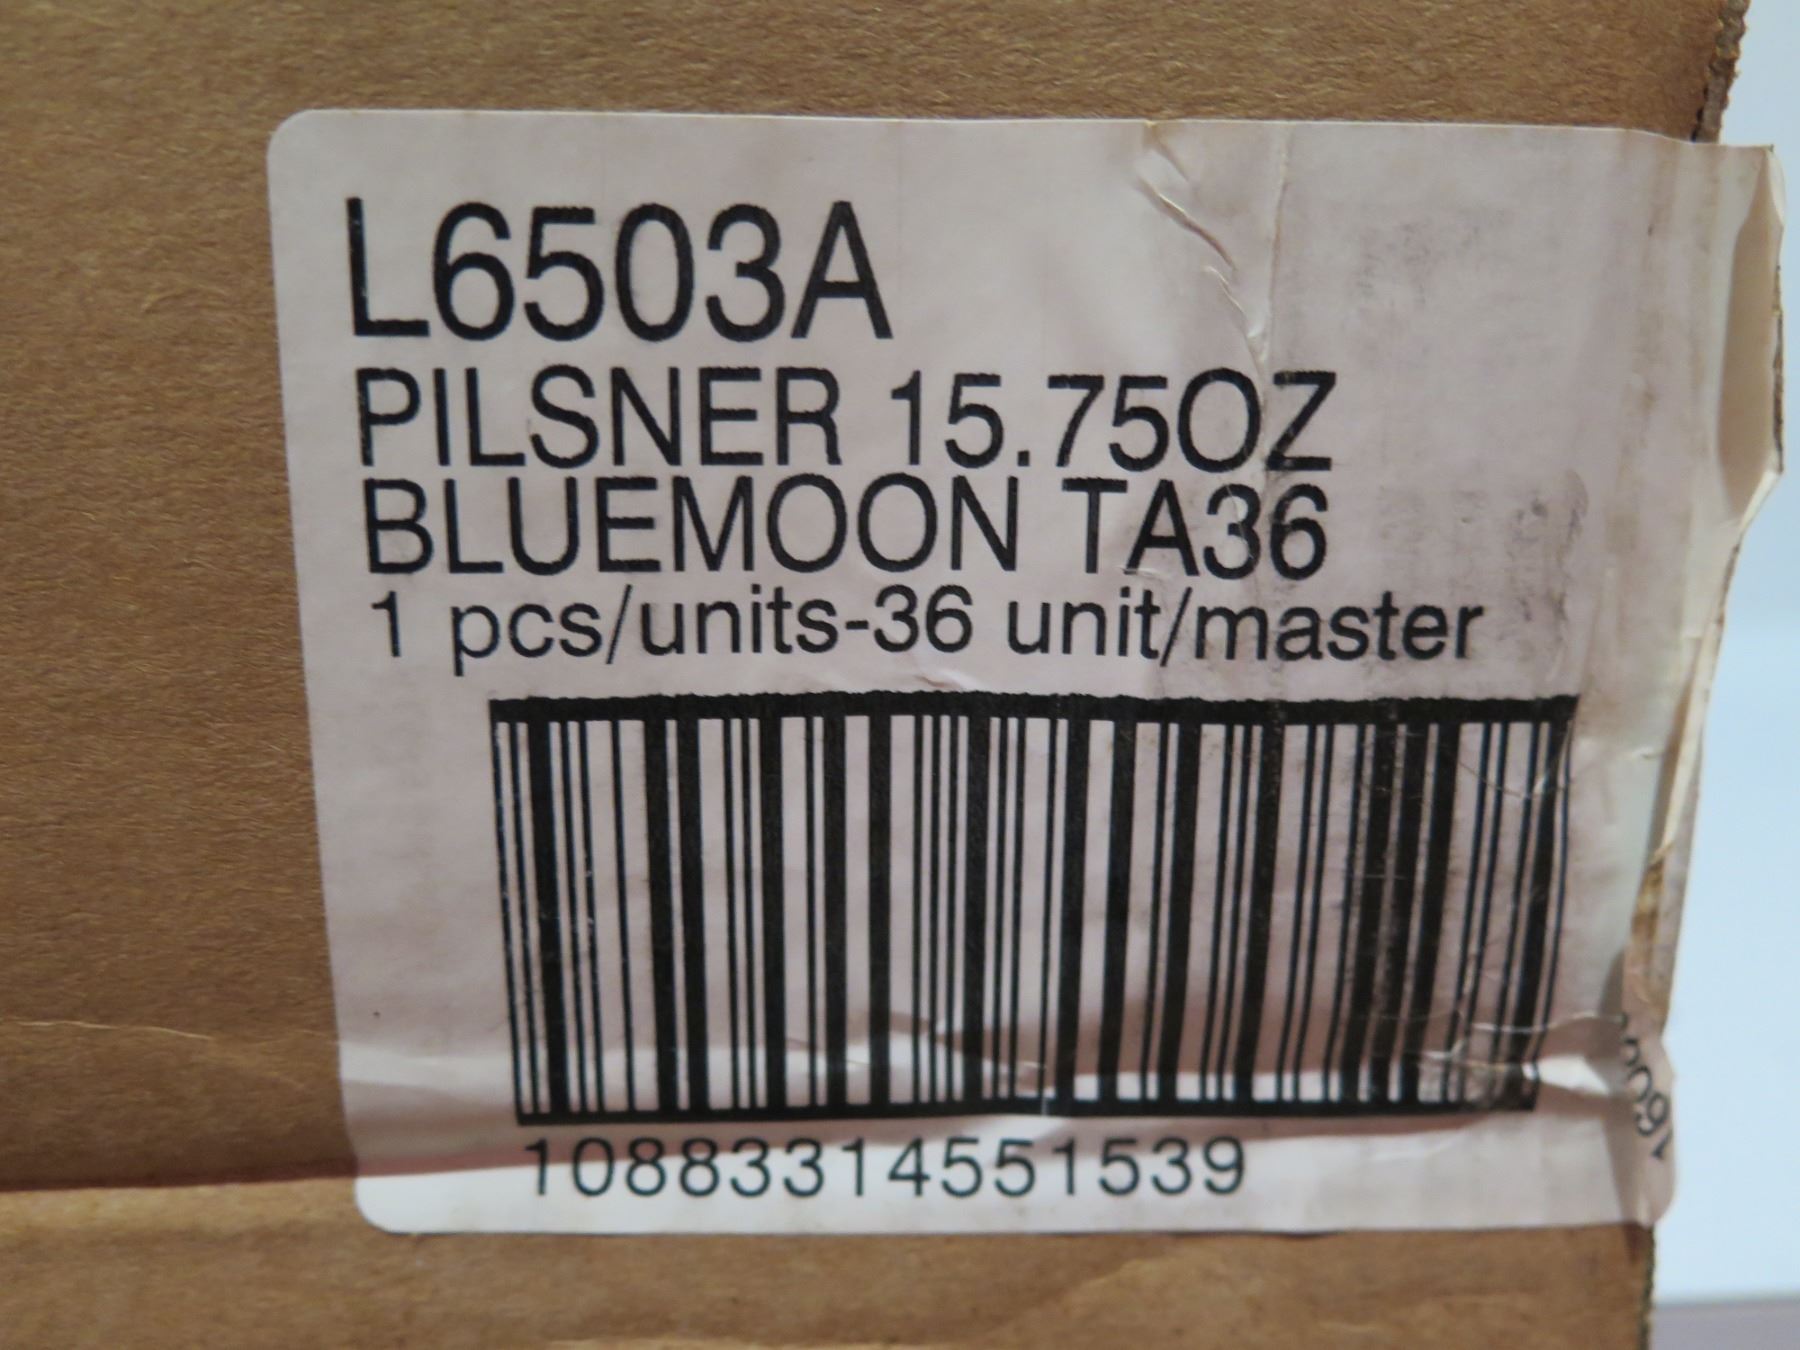 L6503A
PILSNER 15.75OZ
BLUEMOON TA36
1 pcs/units-36 unit/master
10883314551539